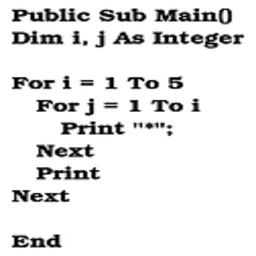 Public Sub Main()
Dim i, j As Integer
For i = 1 To 5
For j = 1 To i
Print "*";
Next
Print
Next
End